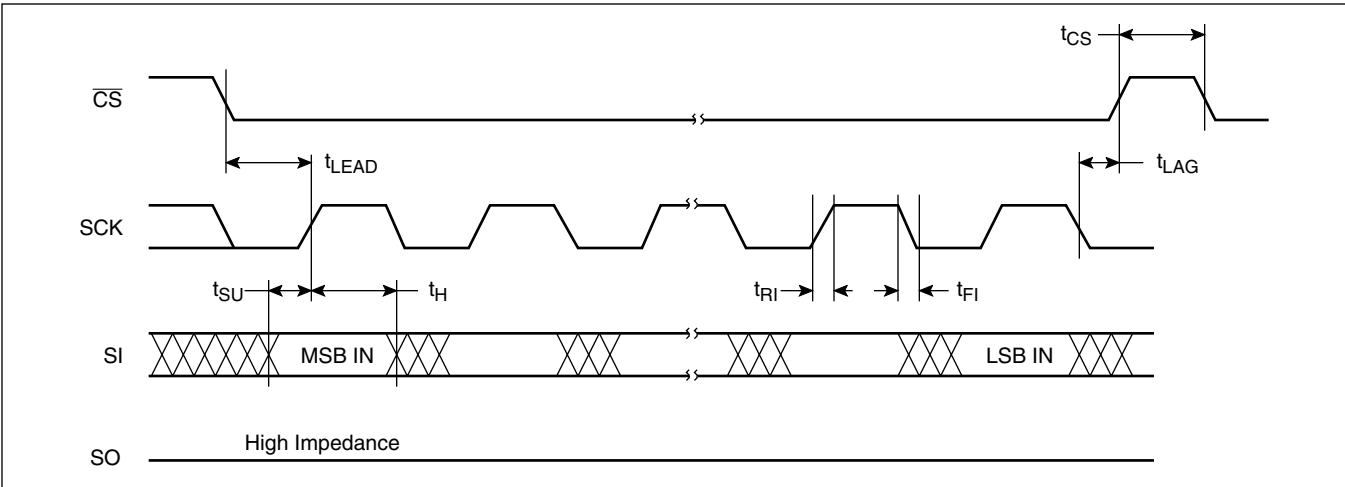 tCS
CS
tLEAD
tLAG
SCK
tSU
tH
tRI
tFI
SI
MSB IN
LSB IN
High Impedance
SO